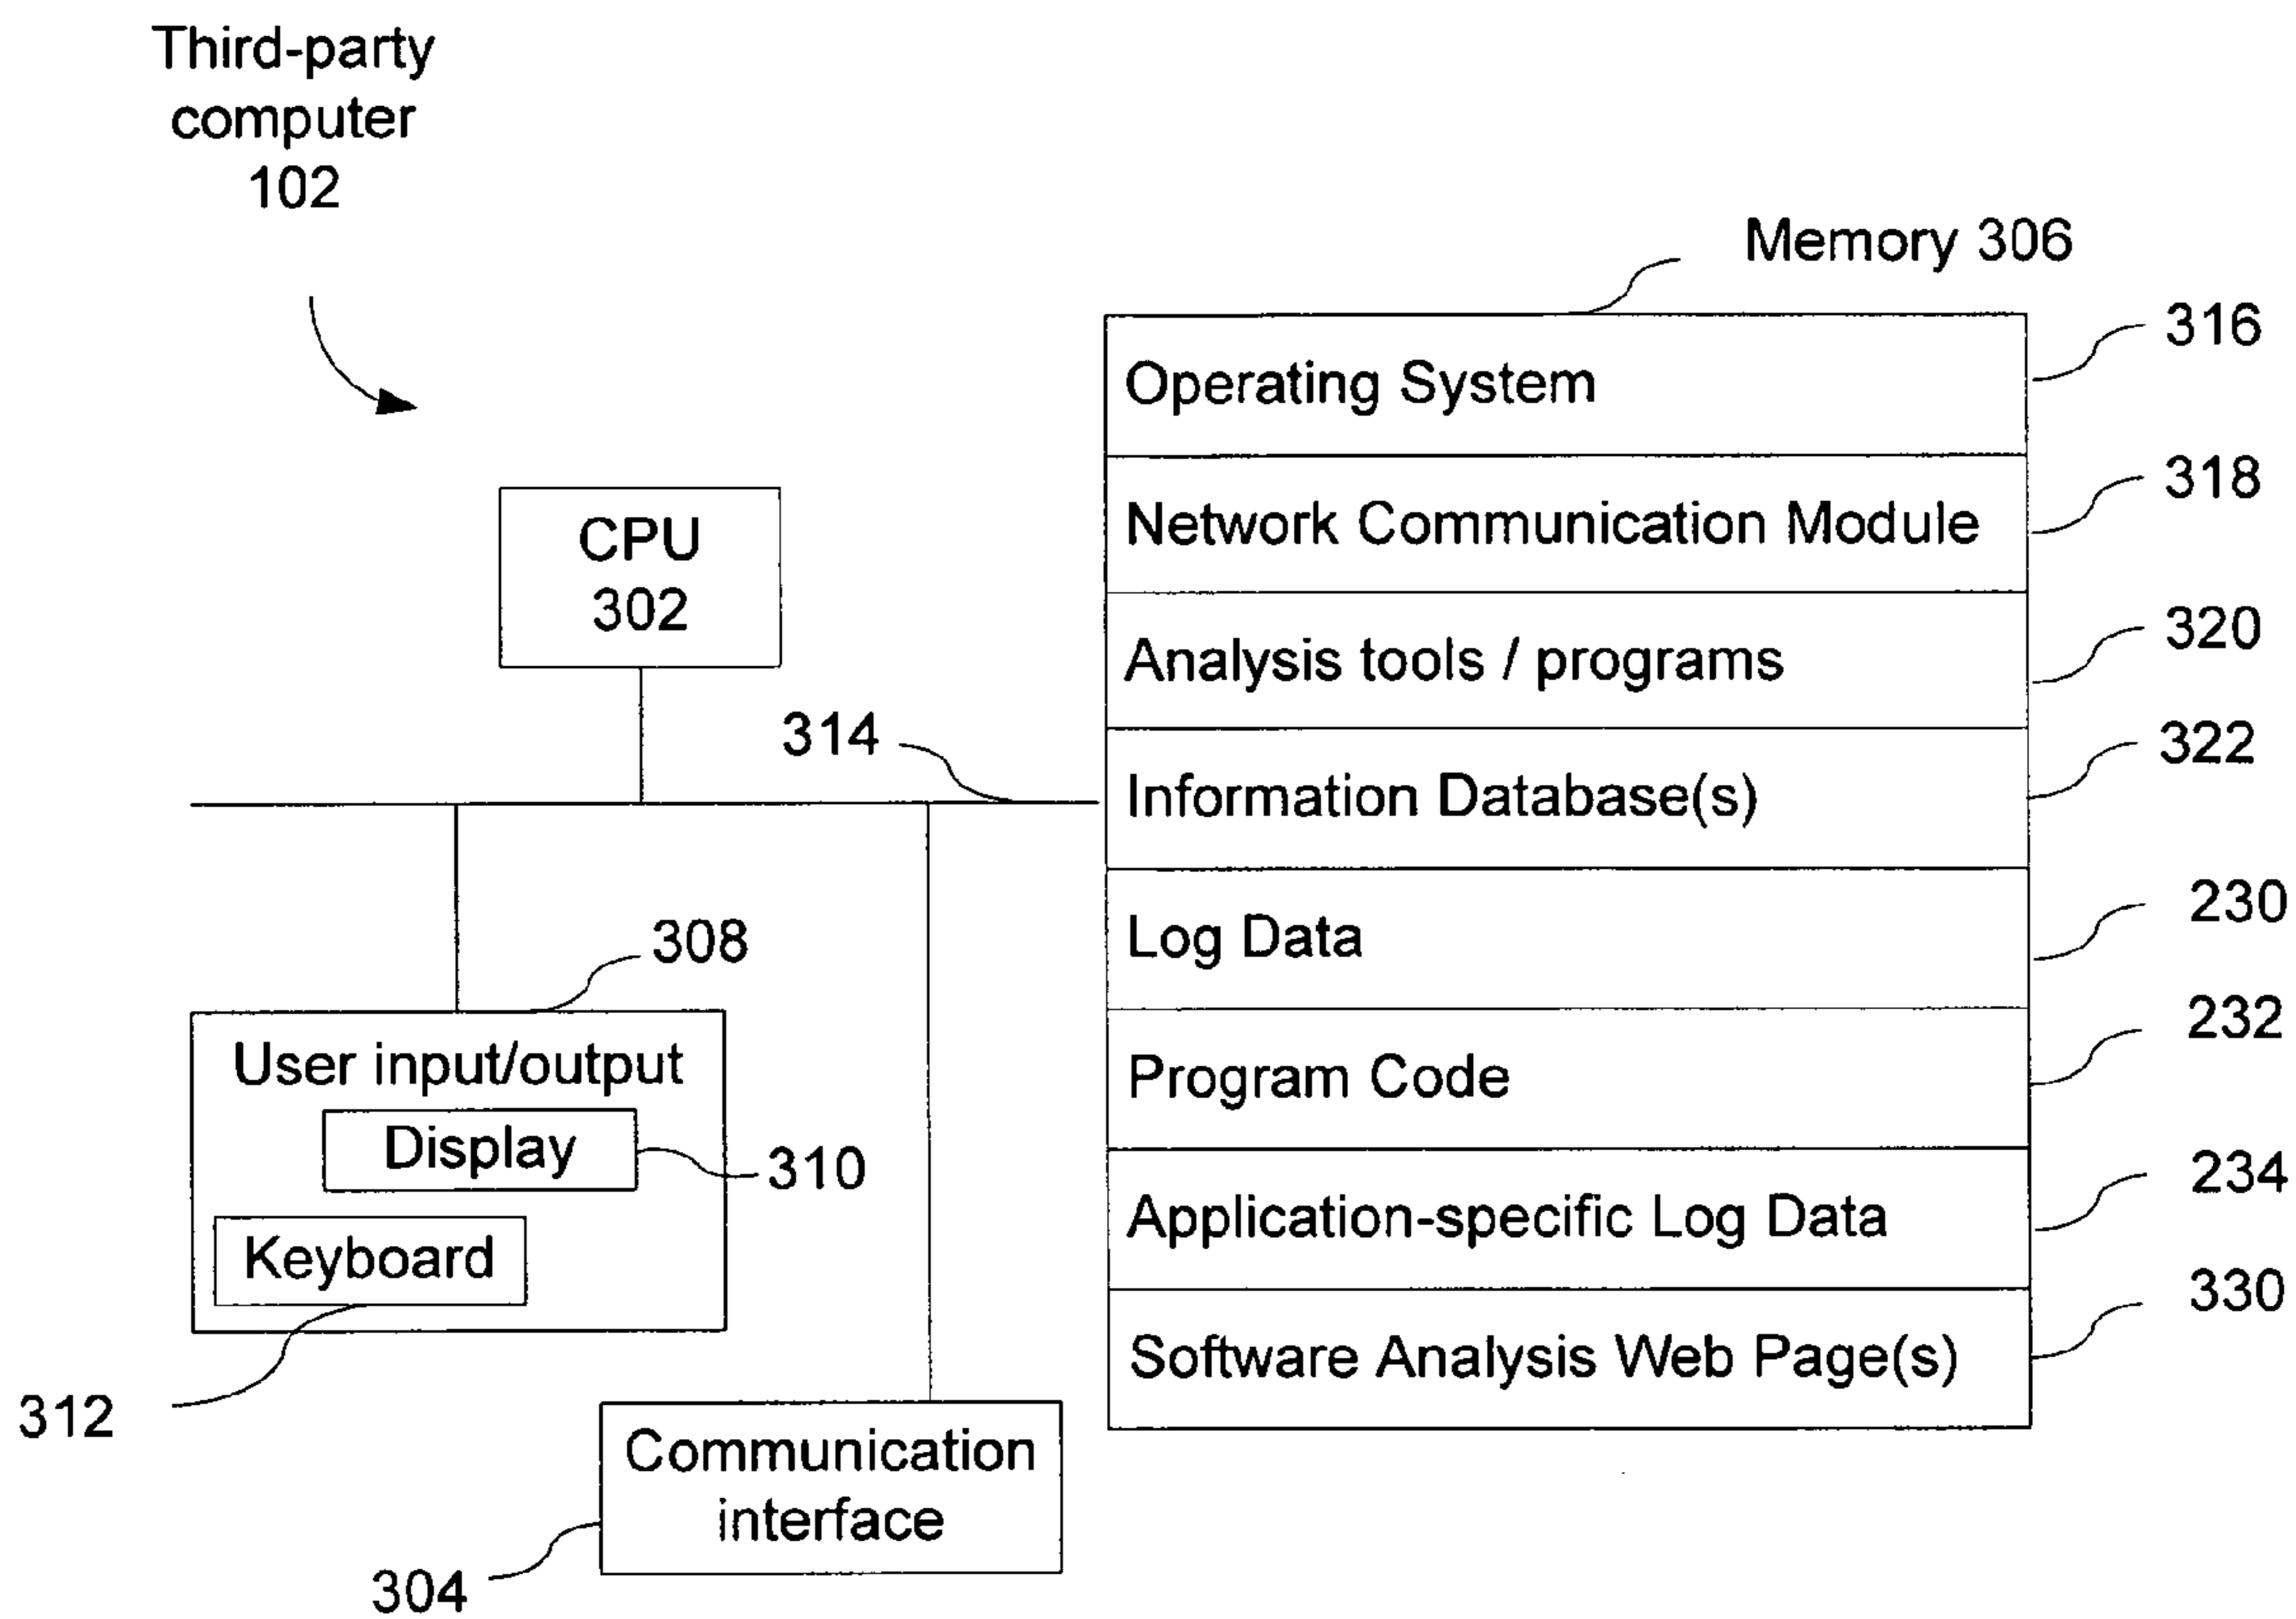 Third-party
computer
102
Memory 306
316
Operating System
318
Network Communication Module
CPU
302
320
Analysis tools / programs
314
322
Information Database(s)
230
Log Data
308
232
User input/output
Program Code
Display
310
234
Application-specific Log Data
Keyboard
330
Software Analysis Web Page(s)
312
Communication
interface
304